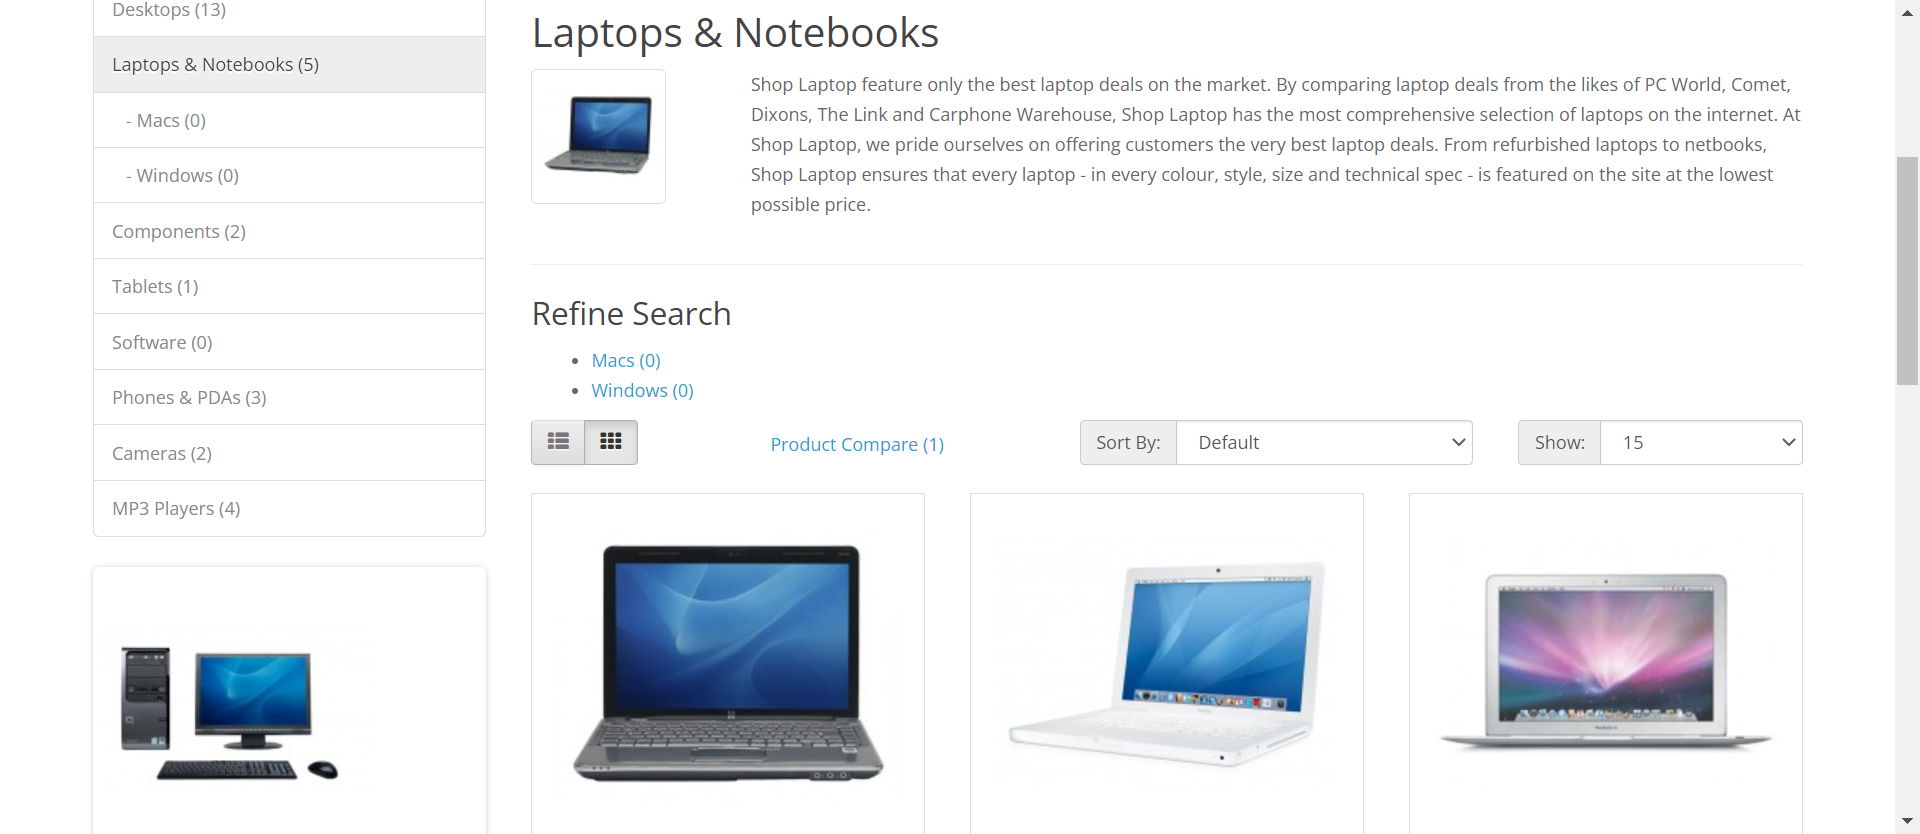 Desktops (13)
Laptops & Notebooks (5)
- Macs (0)
- Windows (0)
Components (2)
Tablets (1)
Software (0)
Phones & PDAs (3)
Cameras (2)
MP3 Players (4)
Laptops & Notebooks
Shop Laptop feature only the best laptop deals on the market. By comparing laptop deals from the likes of PC World, Comet,
Dixons, The Link and Carphone Warehouse, Shop Laptop has the most comprehensive selection of laptops on the internet. At
Shop Laptop, we pride ourselves on offering customers the very best laptop deals. From refurbished laptops to netbooks,
Shop Laptop ensures that every laptop - in every colour, style, size and technical spec - is featured on the site at the lowest
possible price.
Refine Search
Macs (0)
Windows (0)
Product Compare (1)
Sort By:
Default
Show:
15